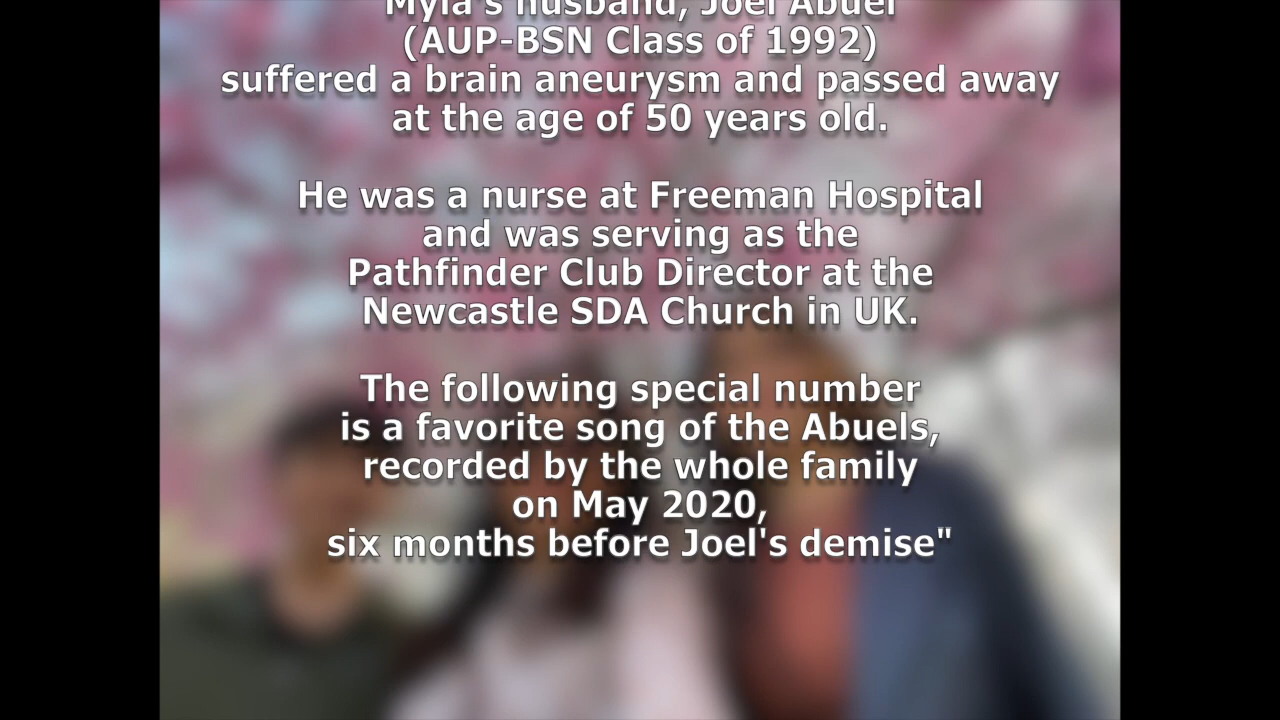 Myla's husband, Joel Abuel
(AUP-BSN Class of 1992)
suffered a brain aneurysm and passed away
at the age of 50 years old.
He was a nurse at Freeman Hospital
and was serving as the
Pathfinder Club Director at the
Newcastle SDA Church in UK.
The following special number
is a favorite song of the Abuels,
recorded by the whole family
on May 2020,
six months before Joel's demise"